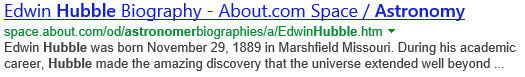 Edwin Hubble Biography - About.com Space / Astronomy
space.about.com/od/astronomerbiographies/a/EdwinHubble.htm
Edwin Hubble was born November 29, 1889 in Marshfield Missouri. During his academic
career, Hubble made the amazing discovery that the universe extended well beyond ...